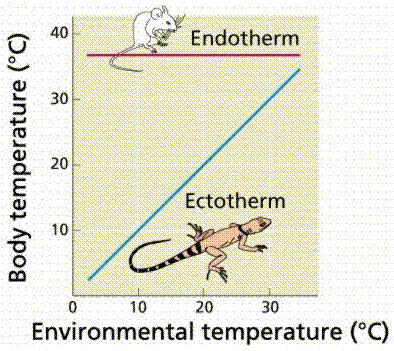 Body temperature (°C)
40
30
20
10
Endotherm
Ectotherm
0
10
20
30
Environmental temperature (°C)